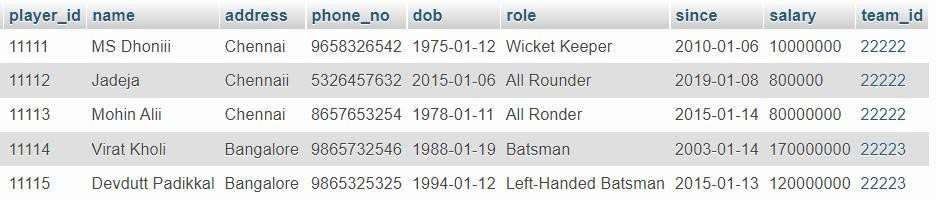 player_id name address phone_no dob role since salary team_id
11111 MS Dhoniii Chennai 9658326542 1975-01-12 Wicket Keeper 2010-01-06 10000000 22222
11112 Jadeja Chennaii 5326457632 2015-01-06 All Rounder 2019-01-08 800000 22222
11113 Mohin Alii Chennai 8657653254 1978-01-11 All Ronder 2015-01-14 80000000 22222
11114 Virat Kholi Bangalore 9865732546 1988-01-19 Batsman 2003-01-14 170000000 22223
11115 Devdutt Padikkal Bangalore 9865325325 1994-01-12 Left-Handed Batsman 2015-01-13 120000000 22223